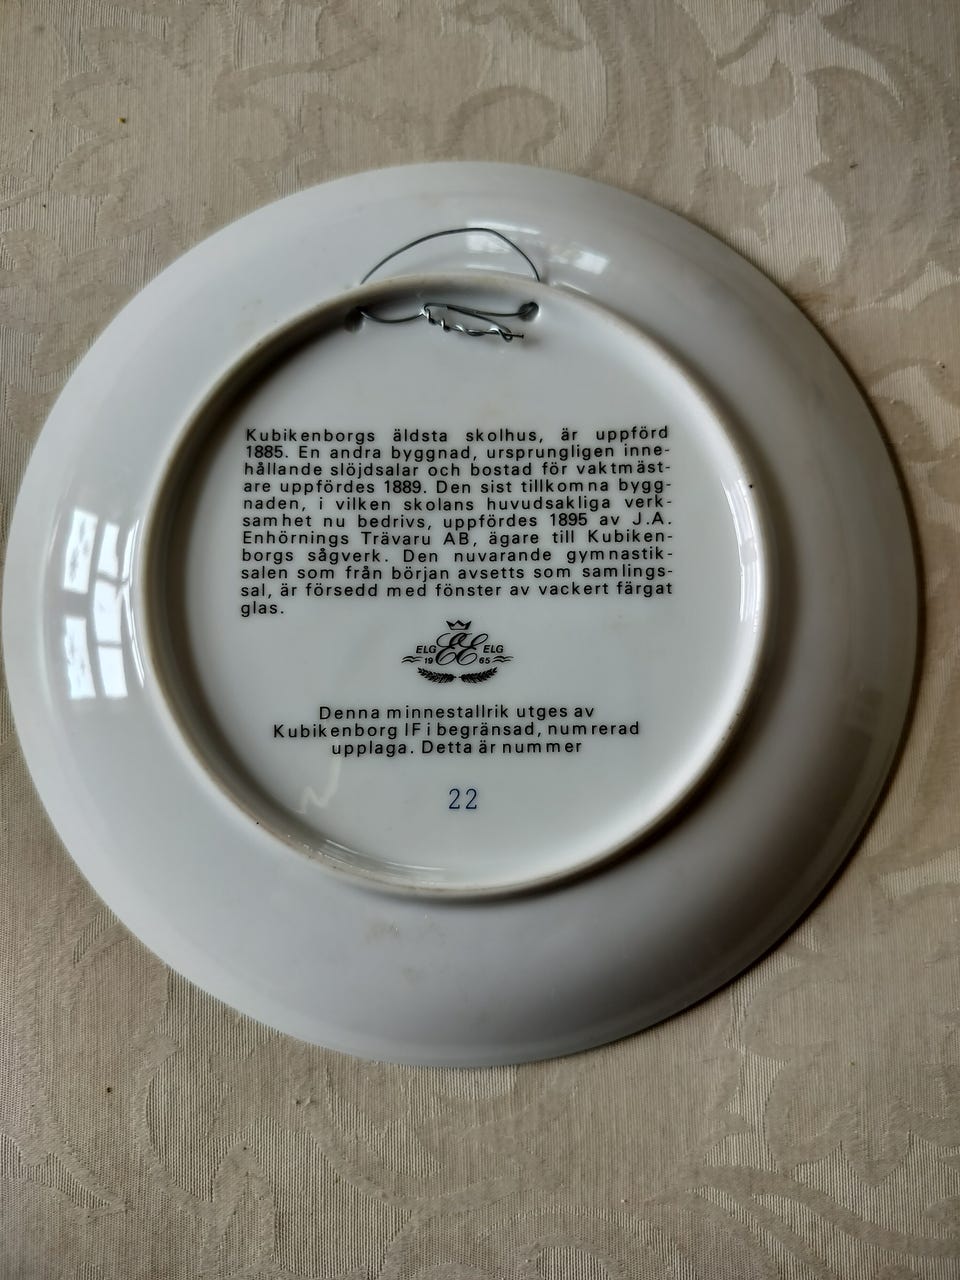 Kubikenborgs äldsta skolhus, är uppförd
1885. En andra byggnad, ursprungligen inne-
hållande slöjdsalar och bostad för vaktmäst-
are uppfördes 1889. Den sist tillkomna bygg-
naden, i vilken skolans huvudsakliga verk-
samhet nu bedrivs, uppfördes 1895 av J.A.
Enhörnings Trävaru AB, ägare till Kubiken-
borgs sågverk. Den nuvarande gymnastik-
salen som från början avsetts som samlings-
sal, är försedd med fönster av vackert färgat
glas.
ELG EE ELG
19 65
Denna minnestallrik utges av
Kubikenborg IF i begränsad, numrerad
upplaga. Detta är nummer
22